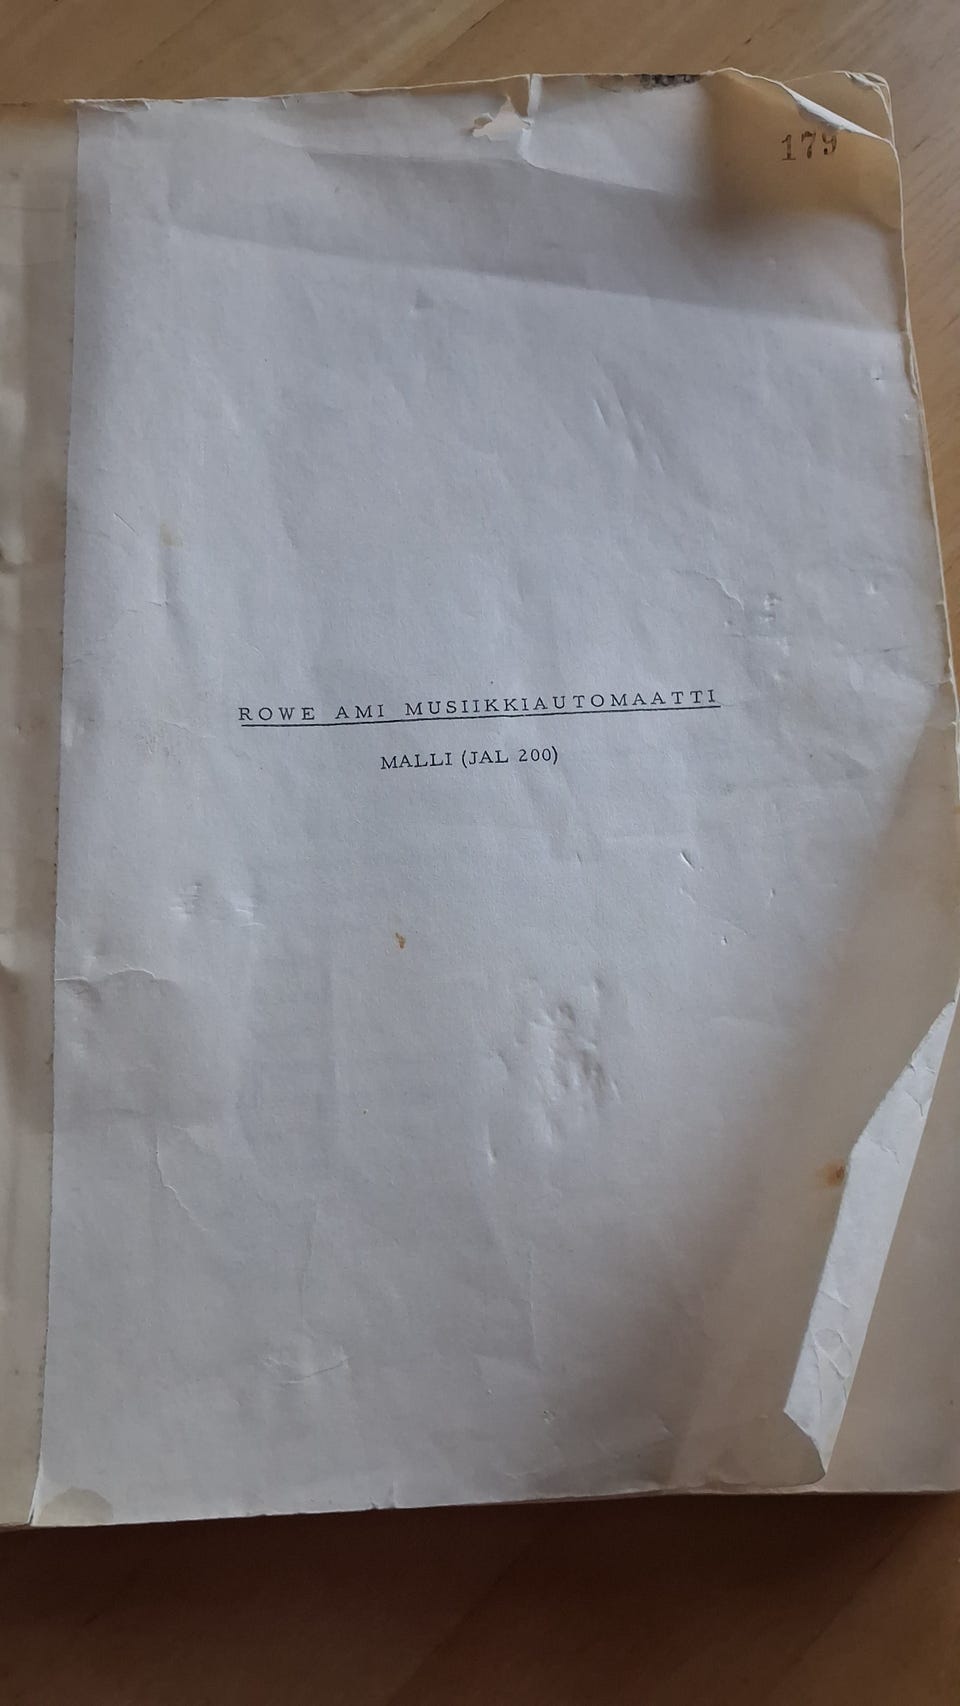 179
ROWE AMI MUSIIKKIAUTOMAATTI
MALLI (JAL 200)